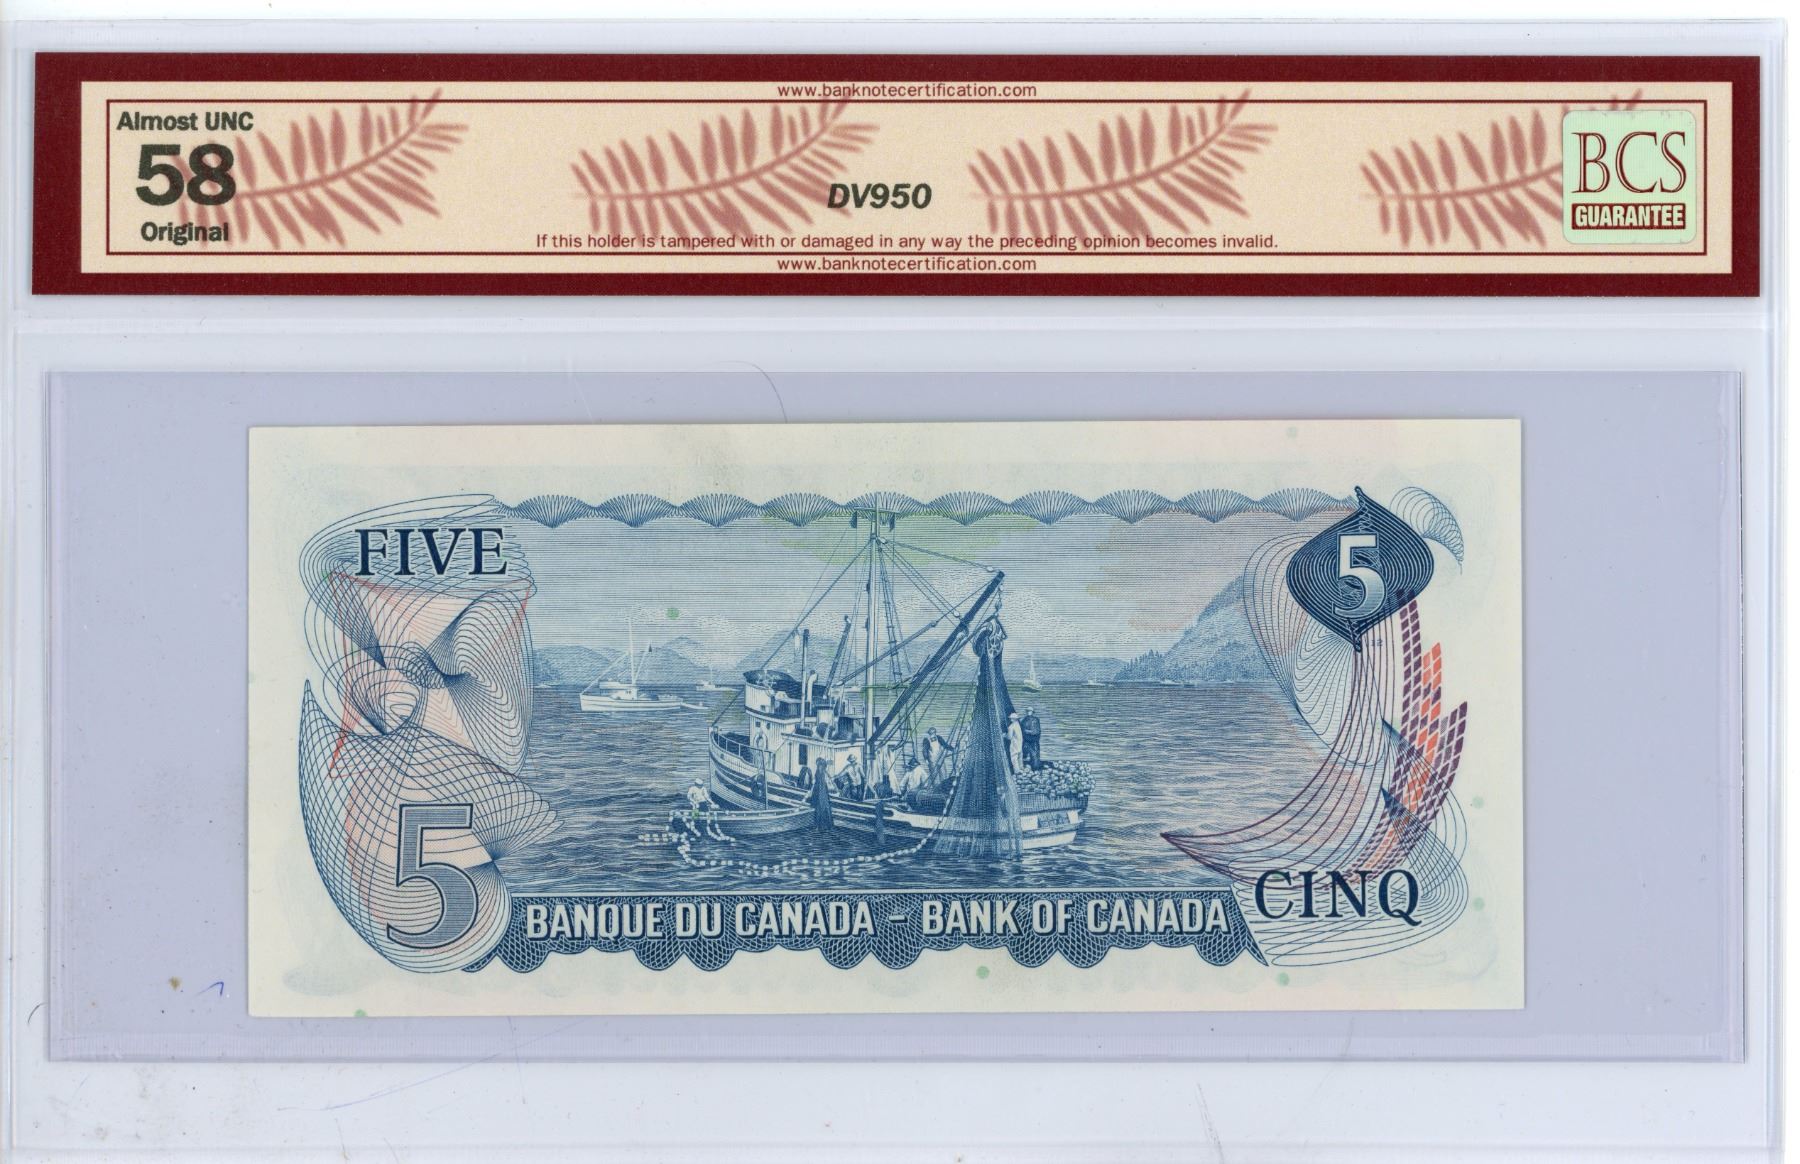 www.banknotecertification.com
Almost UNC
58
Original
DV950
BCS
GUARANTEE
If this holder is tampered with or damaged in any way the preceding opinion becomes invalid.
www.banknotecertification.com
FIVE
5
12
5
CINQ
BANQUE DU CANADA – BANK OF CANADA